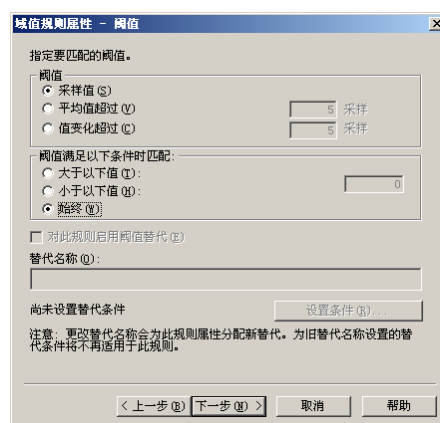 域值规则属性 - 阈值
指定要匹配的阈值。
阈值
采样值(S)
平均值超过(V) 5 采样
值变化超过(C) 5 采样
阈值满足以下条件时匹配:
大于以下值(T): 0
小于以下值(H):
始终(W)
对此规则启用阈值替代(E)
替代名称(O):
尚未设置替代条件 设置条件(R)...
注意: 更改替代名称会为此规则属性分配新替代。为旧替代名称设置的替
代条件将不再适用于此规则。
< 上一步(B) 下一步(N) > 取消 帮助